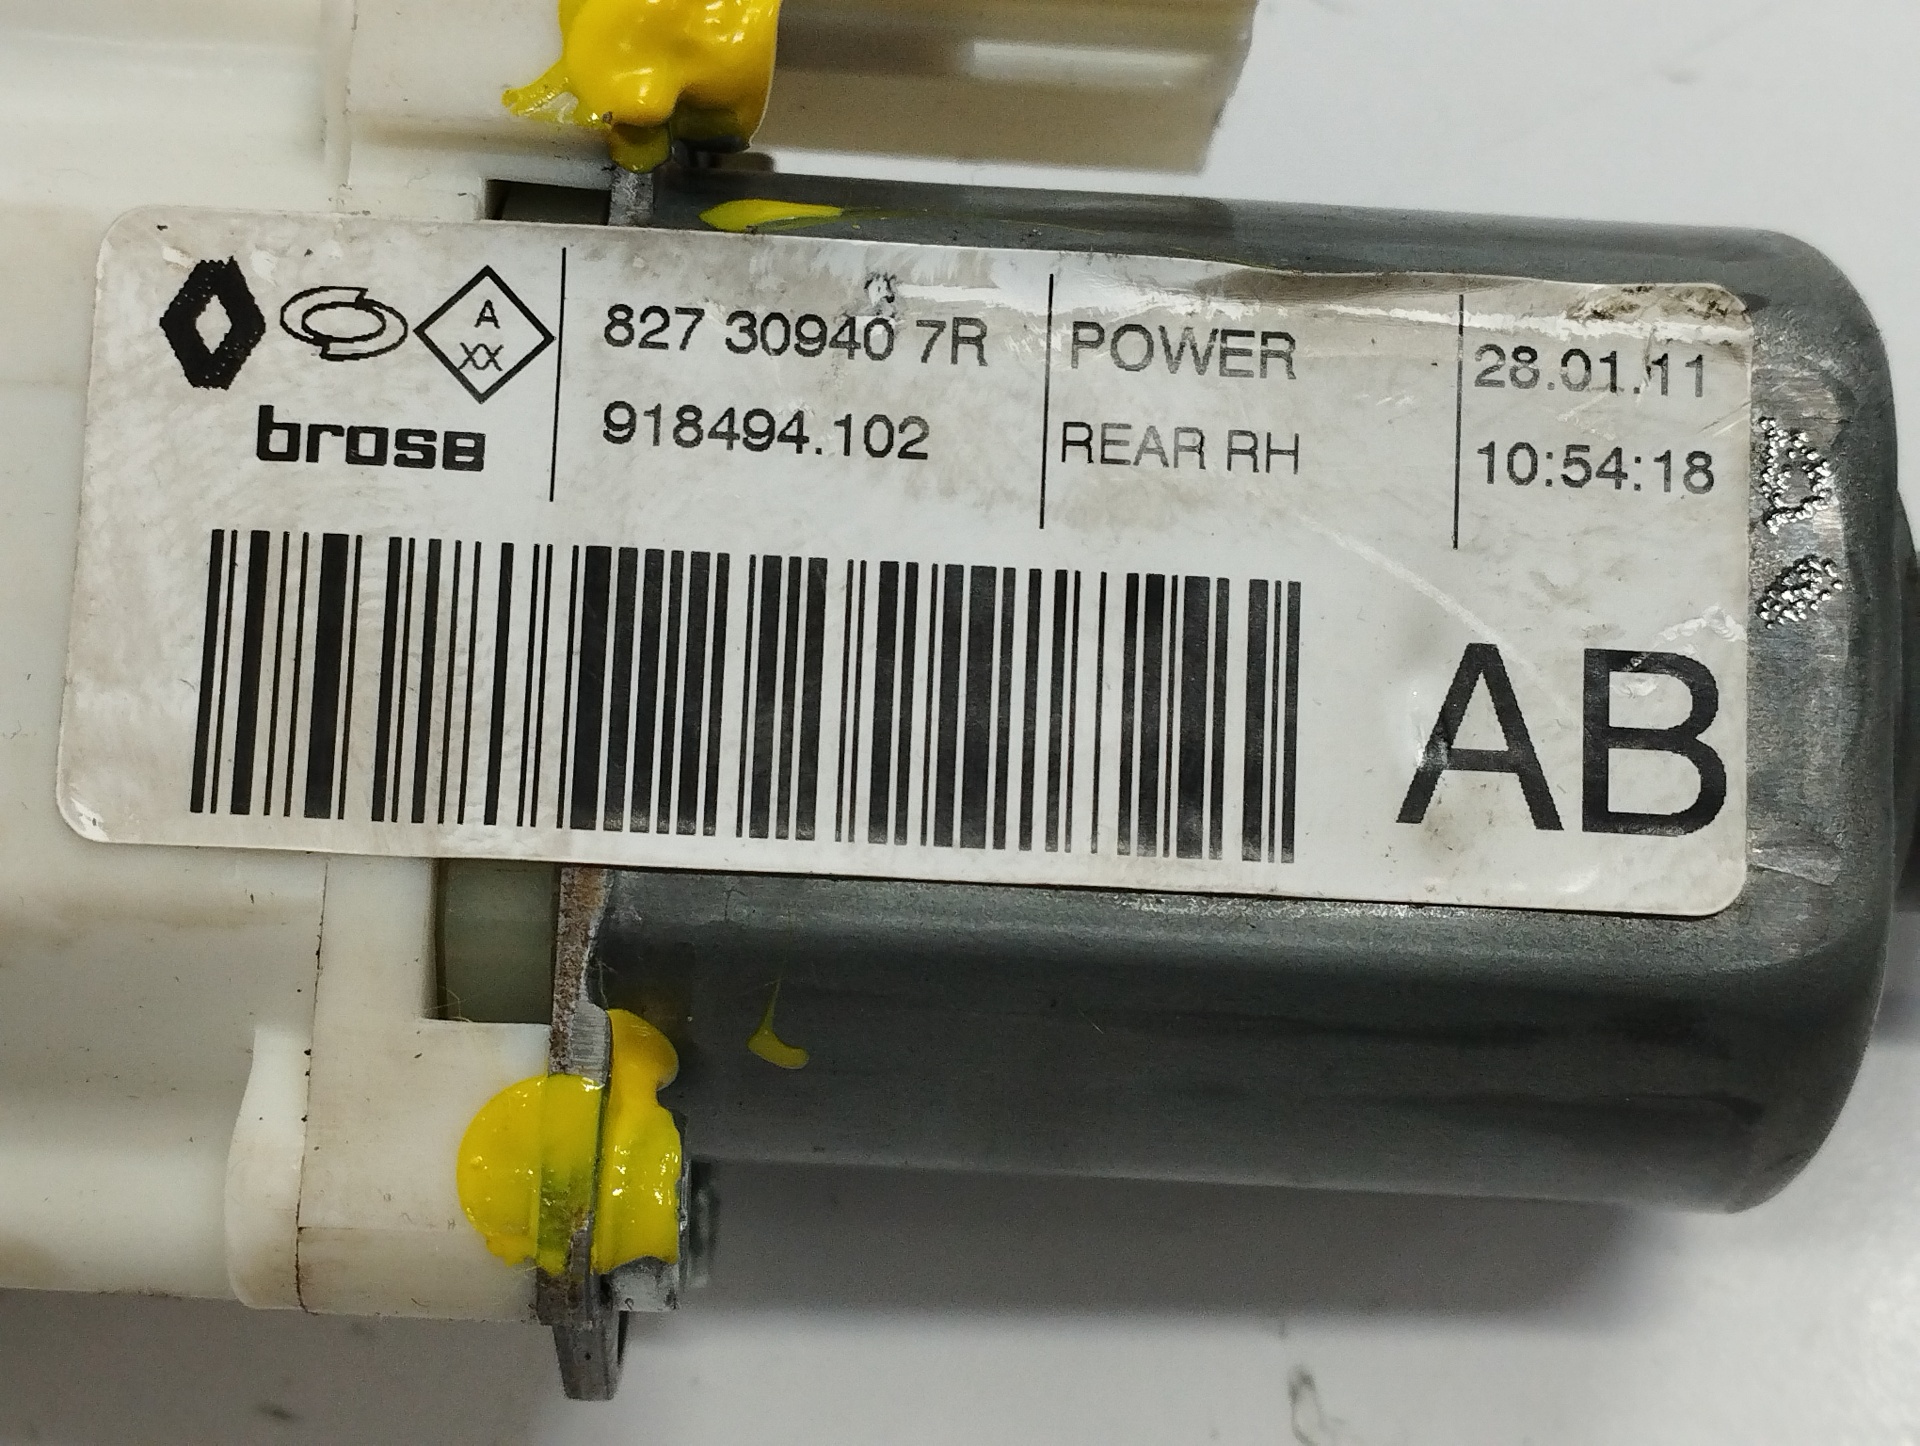 A
XX
brose
827 30940 7R
918494.102
POWER
REAR RH
28.01.11
10:54:18
AB